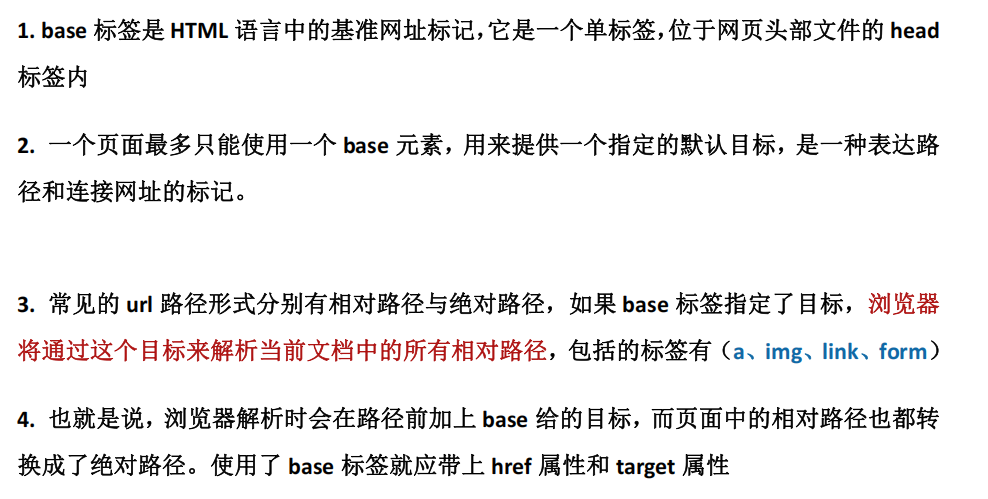 1. base 标签是 HTML 语言中的基准网址标记，它是一个单标签，位于网页头部文件的 head
标签内
2. 一个页面最多只能使用一个 base 元素，用来提供一个指定的默认目标，是一种表达路
径和连接网址的标记。
3. 常见的 url 路径形式分别有相对路径与绝对路径，如果 base 标签指定了目标，浏览器
将通过这个目标来解析当前文档中的所有相对路径，包括的标签有（a、img、link、form）
4. 也就是说，浏览器解析时会在路径前加上 base 给的目标，而页面中的相对路径也都转
换成了绝对路径。使用了 base 标签就应带上 href 属性和 target 属性